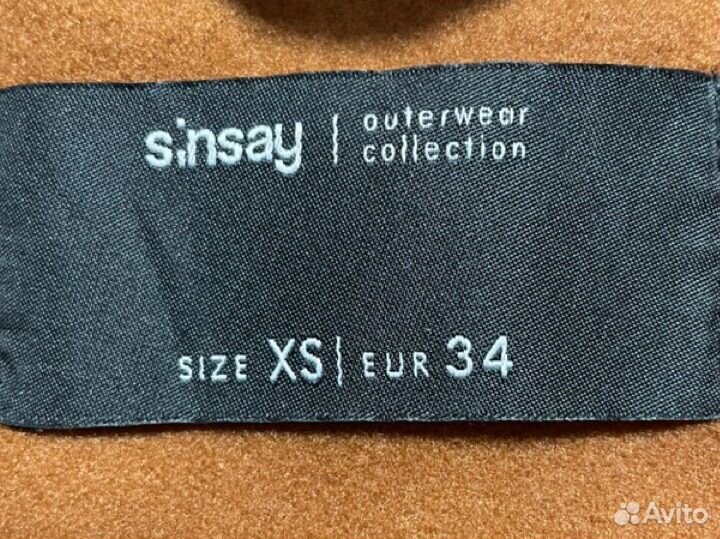 sinsay | outerwear
collection
SIZE XS | EUR 34
Avito